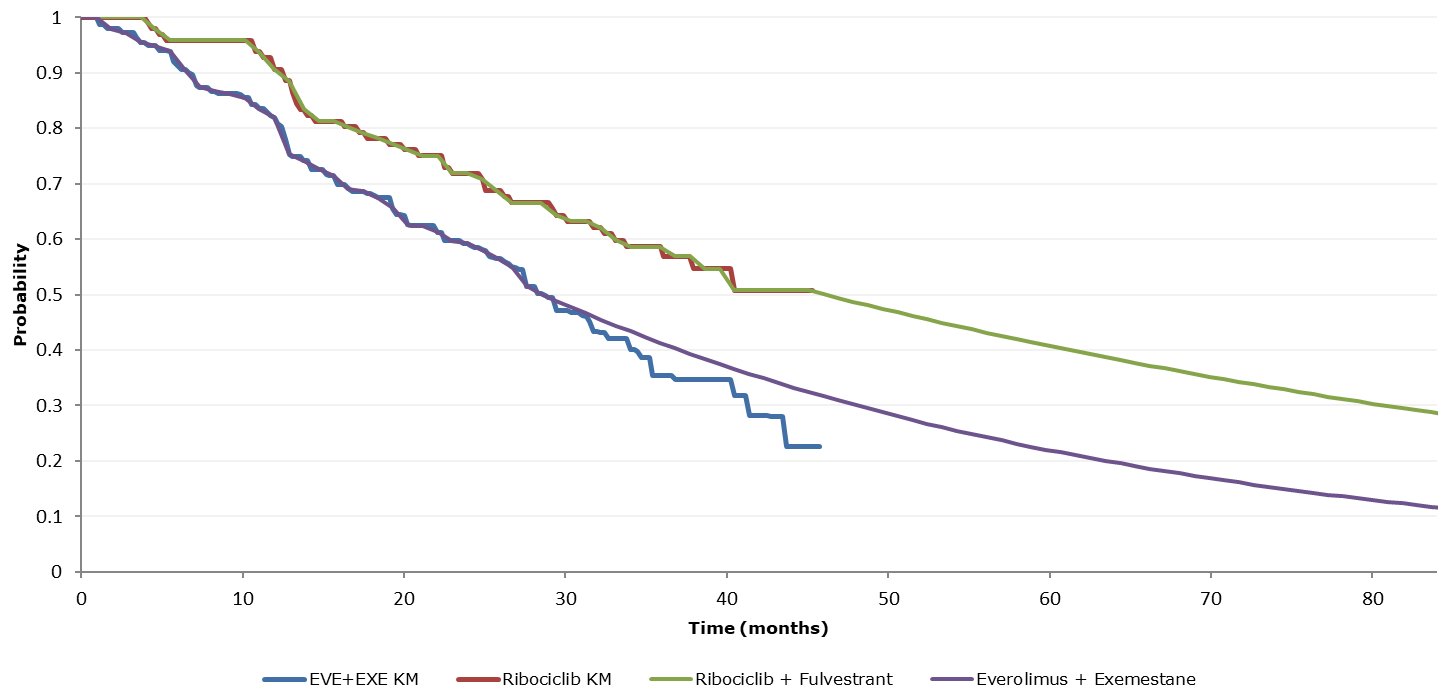 1
0.9
0.8
0.7
0.6
0.5
0.4
0.3
0.2
0.1
0
Probability
0 10 20 30 40 50 60 70 80
Time (months)
EVE+EXE KM Ribociclib KM Ribociclib + Fulvestrant Everolimus + Exemestane